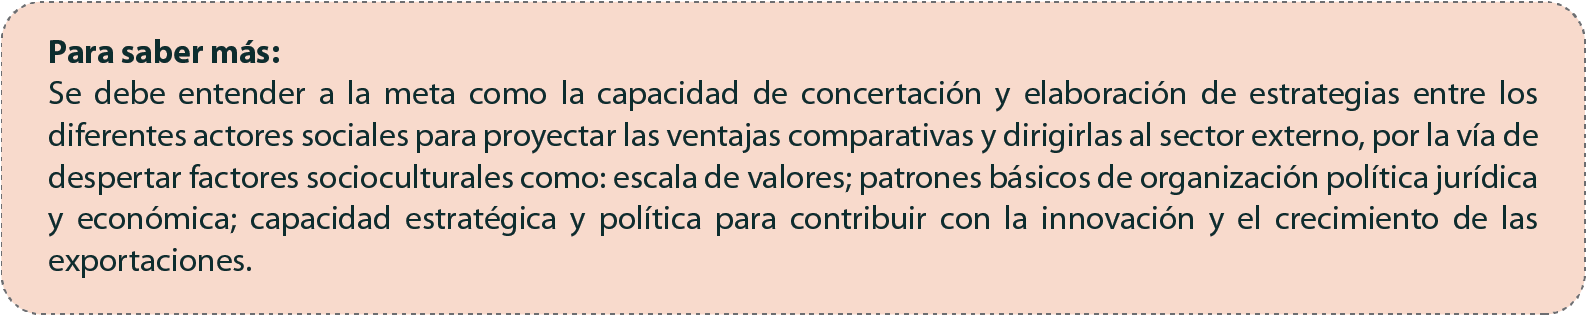 Para saber más:
Se debe entender a la meta como la capacidad de concertación y elaboración de estrategias entre los
diferentes actores sociales para proyectar las ventajas comparativas y dirigirlas al sector externo, por la vía de
despertar factores socioculturales como: escala de valores; patrones básicos de organización política jurídica
y económica; capacidad estratégica y política para contribuir con la innovación y el crecimiento de las
exportaciones.